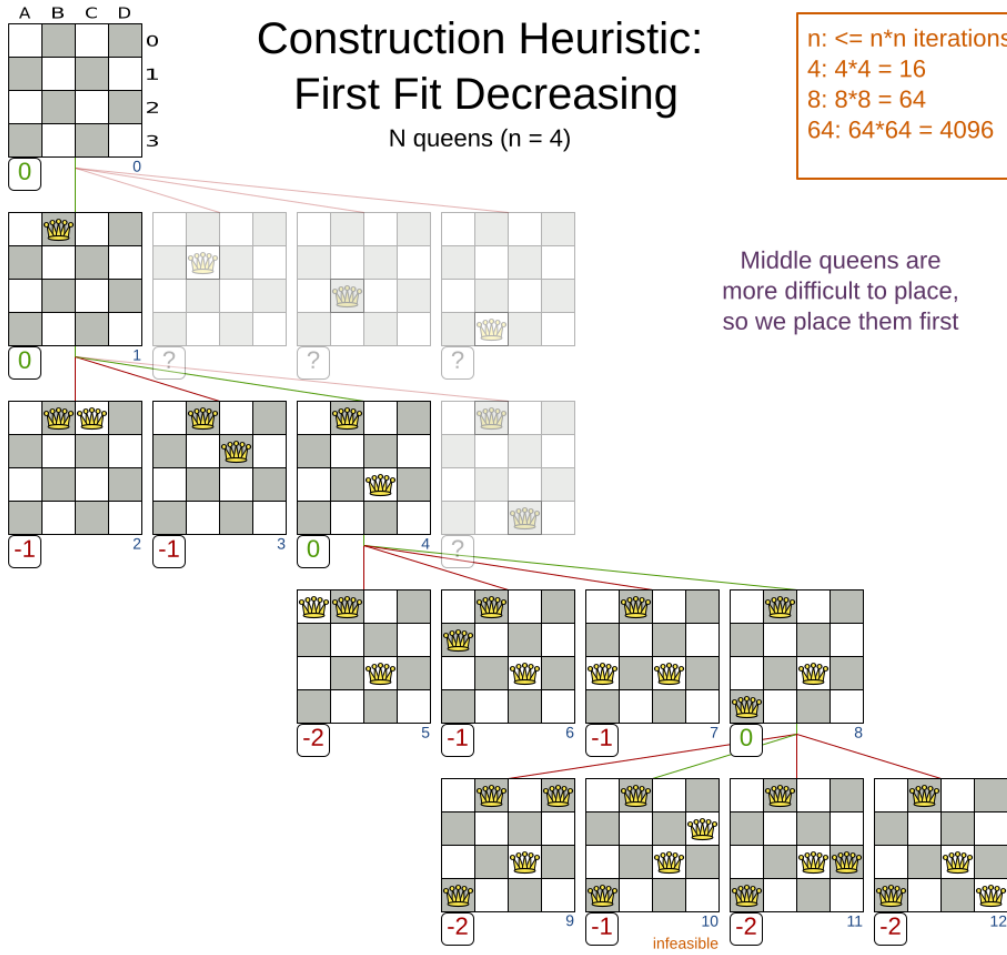 A B C D
0
1
2
3
Construction Heuristic:
First Fit Decreasing
N queens (n = 4)
n: <= n*n iterations
4: 4*4 = 16
8: 8*8 = 64
64: 64*64 = 4096
0 0
Middle queens are
more difficult to place,
so we place them first
0 1 ? ? ?
-1 2 -1 3 0 4 ?
-2 5 -1 6 -1 7 0 8
-2 9 -1 10 -2 11 -2 12
infeasible